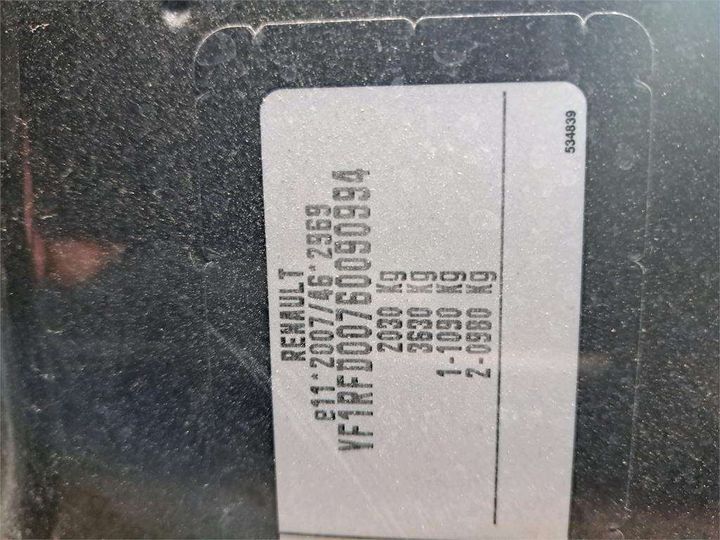 RENAULT
e11*2007/46*2969
VF1RFD00760090994
2030 Kg
3630 Kg
1-1090 Kg
2-0980 Kg
534839